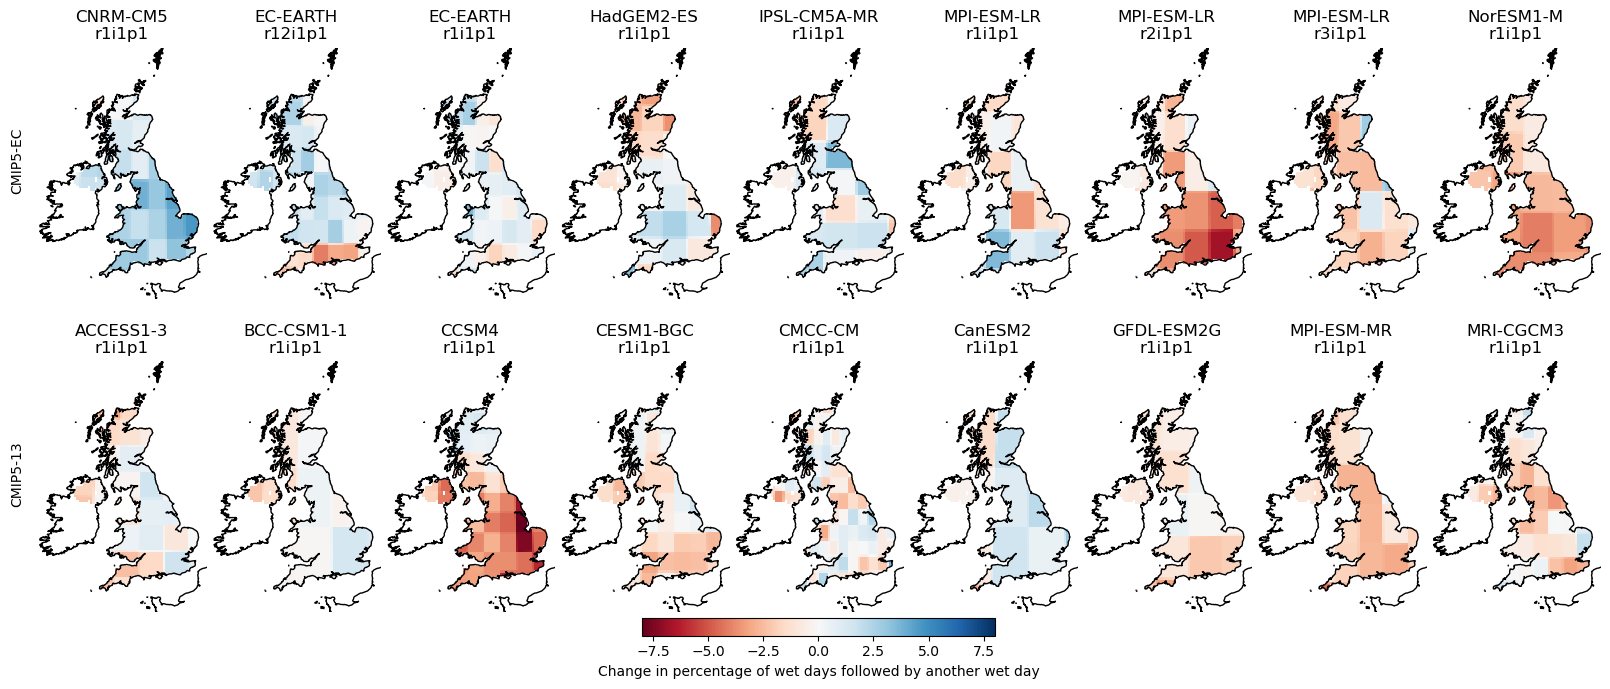 CNRM-CM5 EC-EARTH EC-EARTH HadGEM2-ES IPSL-CM5A-MR MPI-ESM-LR MPI-ESM-LR MPI-ESM-LR NorESM1-M
r1i1p1 r12i1p1 r1i1p1 r1i1p1 r1i1p1 r1i1p1 r2i1p1 r3i1p1 r1i1p1
CMIP5-EC
ACCESS1-3 BCC-CSM1-1 CCSM4 CESM1-BGC CMCC-CM CanESM2 GFDL-ESM2G MPI-ESM-MR MRI-CGCM3
r1i1p1 r1i1p1 r1i1p1 r1i1p1 r1i1p1 r1i1p1 r1i1p1 r1i1p1 r1i1p1
CMIP5-13
−7.5 −5.0 −2.5 0.0 2.5 5.0 7.5
Change in percentage of wet days followed by another wet day